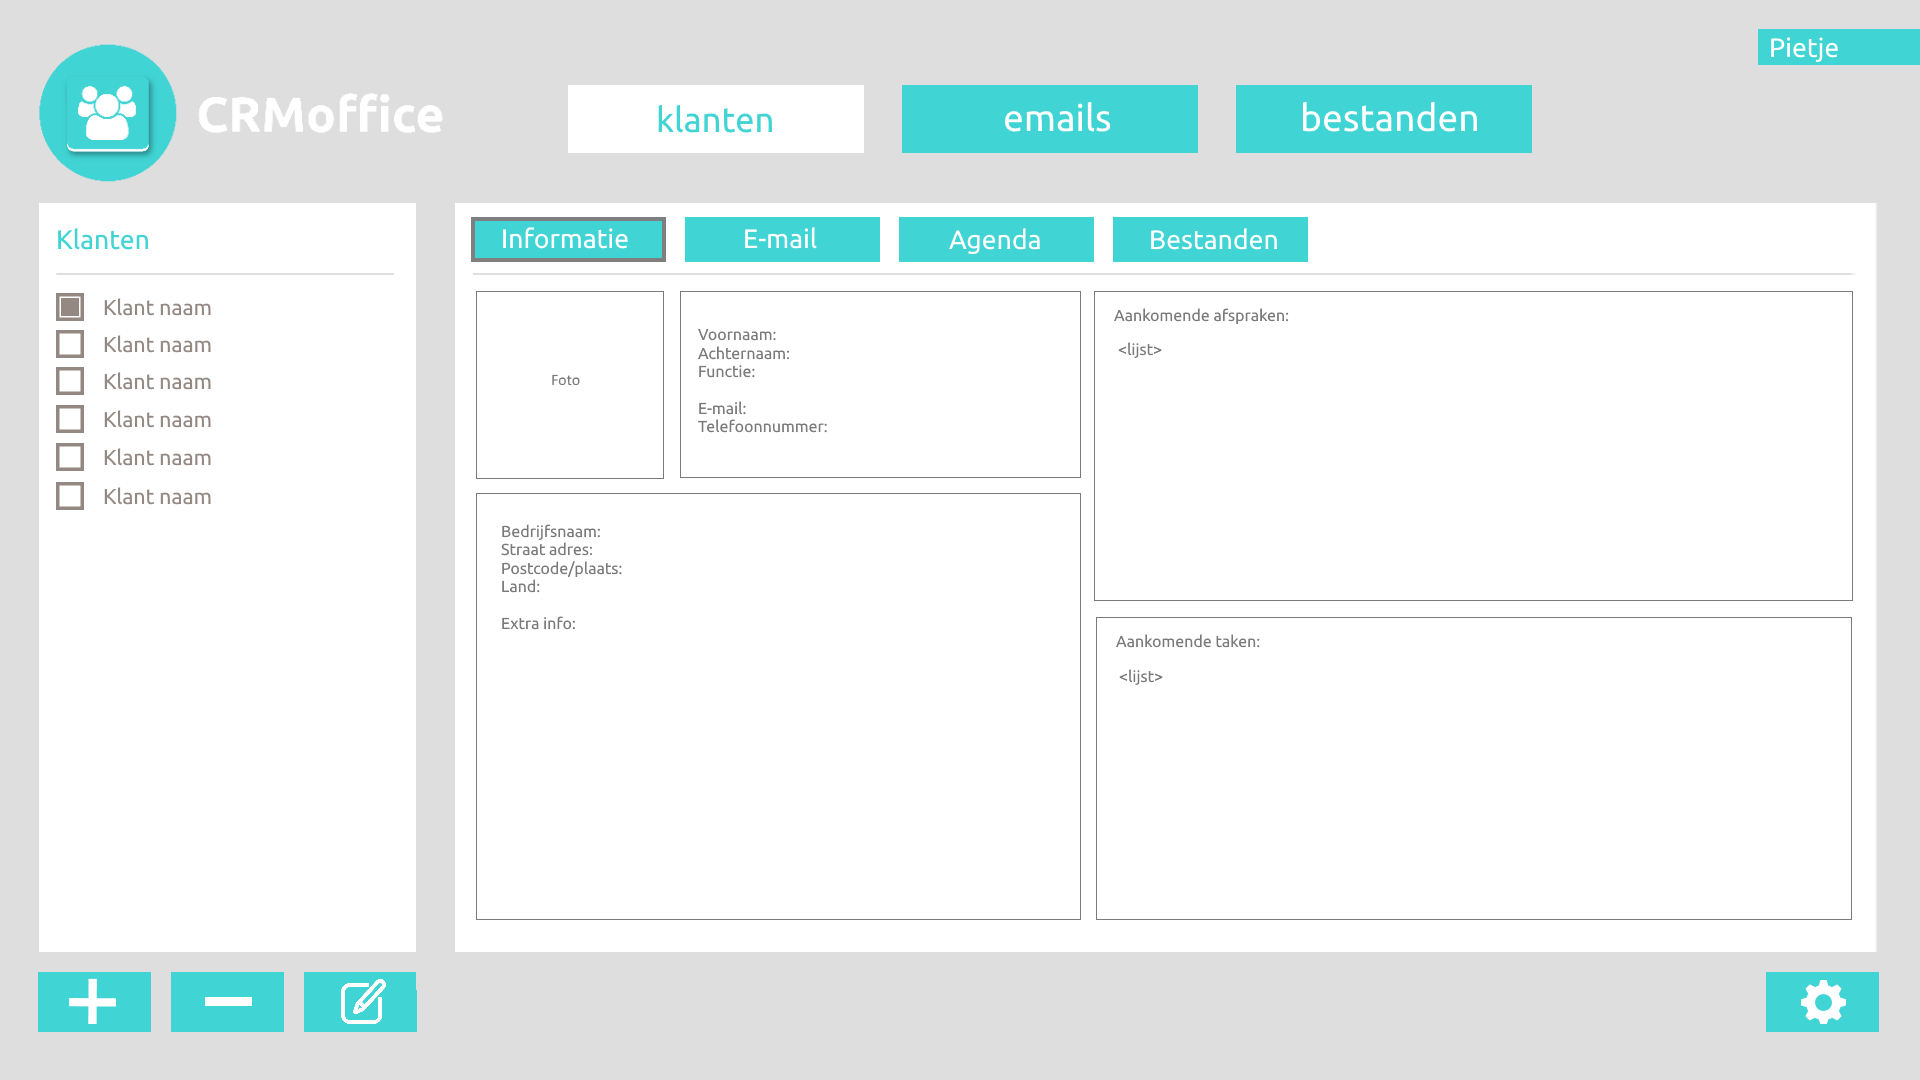 Pietje
CRMoffice
klanten
emails
bestanden
Klanten
Klant naam
Klant naam
Klant naam
Klant naam
Klant naam
Klant naam
Informatie
E-mail
Agenda
Bestanden
Foto
Voornaam:
Achternaam:
Functie:
E-mail:
Telefoonnummer:
Bedrijfsnaam:
Straat adres:
Postcode/plaats:
Land:
Extra info:
Aankomende afspraken:
<lijst>
Aankomende taken:
<lijst>